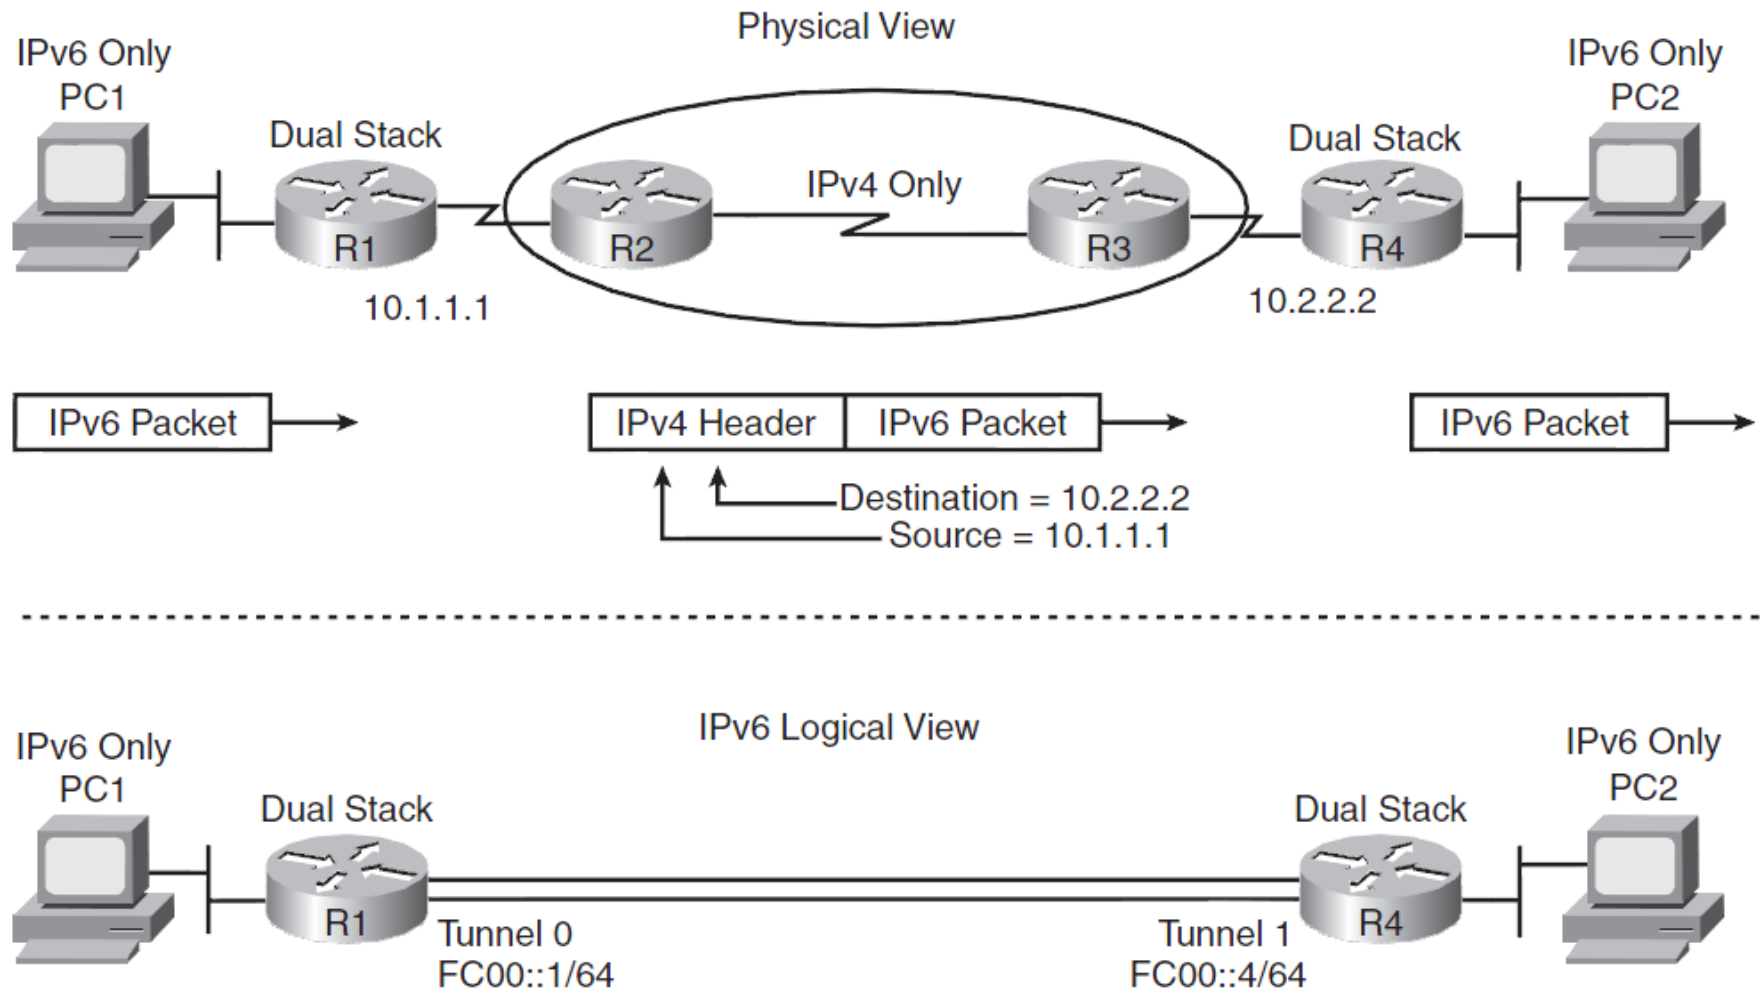 Physical View
IPv6 Only
PC1
IPv6 Only
PC2
Dual Stack
Dual Stack
IPv4 Only
R1
R2
R3
R4
10.1.1.1
10.2.2.2
IPv6 Packet
IPv4 Header
IPv6 Packet
IPv6 Packet
Destination = 10.2.2.2
Source = 10.1.1.1
IPv6 Logical View
IPv6 Only
PC1
IPv6 Only
PC2
Dual Stack
Dual Stack
R1
R4
Tunnel 0
FC00::1/64
Tunnel 1
FC00::4/64